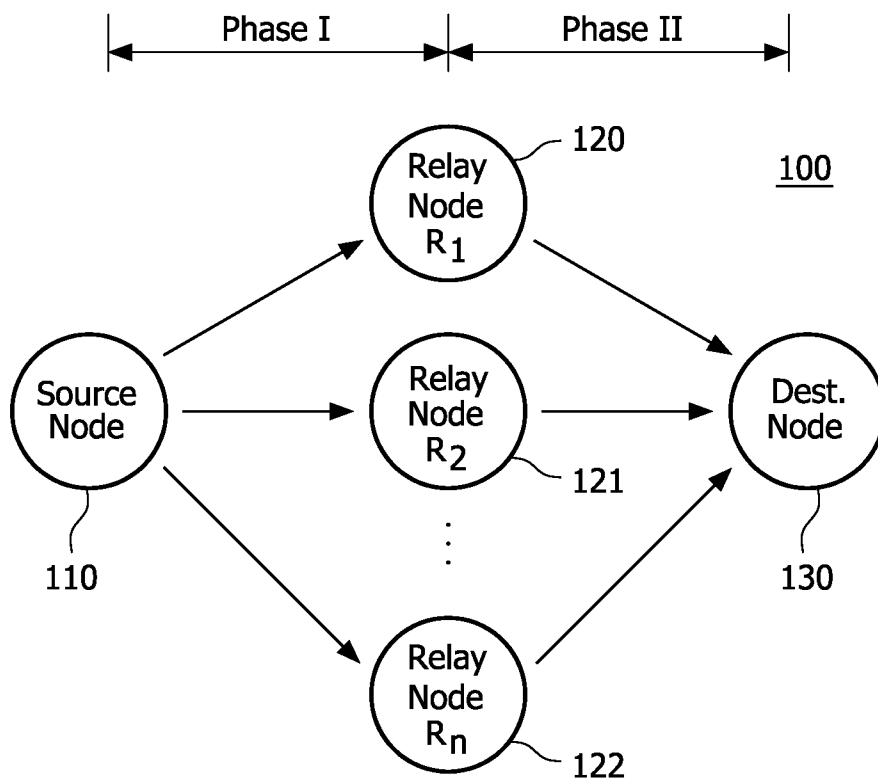 Phase I
Phase II
Relay
Node
R1
120
100
Source
Node
110
Relay
Node
R2
121
Dest.
Node
130
Relay
Node
Rn
122